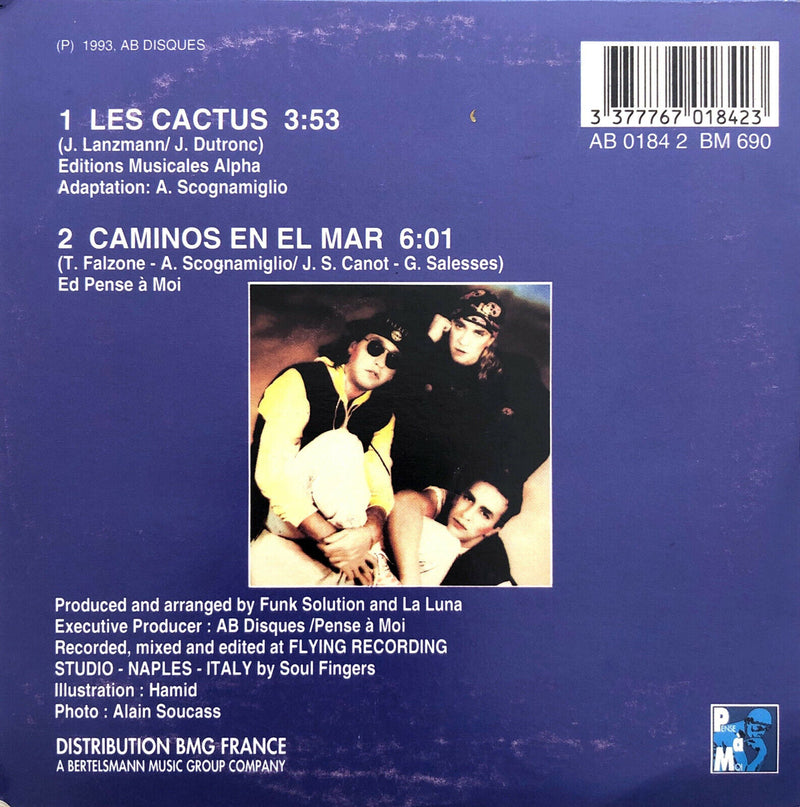 (P) 1993. AB DISQUES
3 377767 018423
AB 0184 2 BM 690
1 LES CACTUS 3:53
(J. Lanzmann/ J. Dutronc)
Editions Musicales Alpha
Adaptation: A. Scognamiglio
2 CAMINOS EN EL MAR 6:01
(T. Falzone - A. Scognamiglio/ J. S. Canot - G. Salesses)
Ed Pense à Moi
Produced and arranged by Funk Solution and La Luna
Executive Producer : AB Disques /Pense à Moi
Recorded, mixed and edited at FLYING RECORDING
STUDIO - NAPLES - ITALY by Soul Fingers
Illustration : Hamid
Photo : Alain Soucass
DISTRIBUTION BMG FRANCE
A BERTELSMANN MUSIC GROUP COMPANY
PENSE
à
MOI